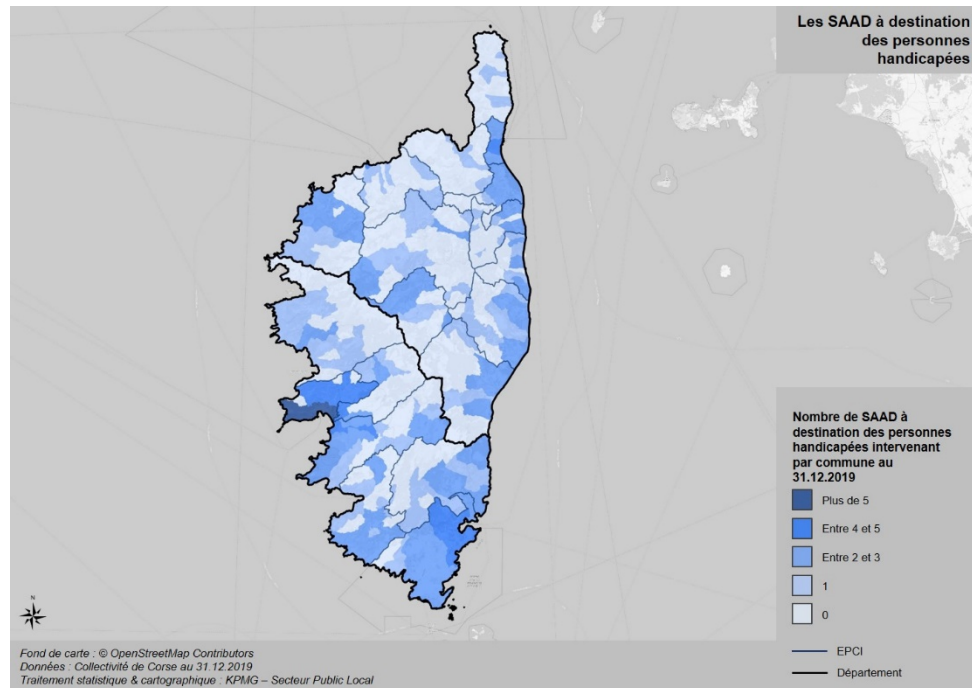 Les SAAD à destination
des personnes
handicapées
Nombre de SAAD à
destination des personnes
handicapées intervenant
par commune au
31.12.2019
Plus de 5
Entre 4 et 5
Entre 2 et 3
1
0
EPCI
Département
N
Fond de carte : © OpenStreetMap Contributors
Données : Collectivité de Corse au 31.12.2019
Traitement statistique & cartographique : KPMG – Secteur Public Local